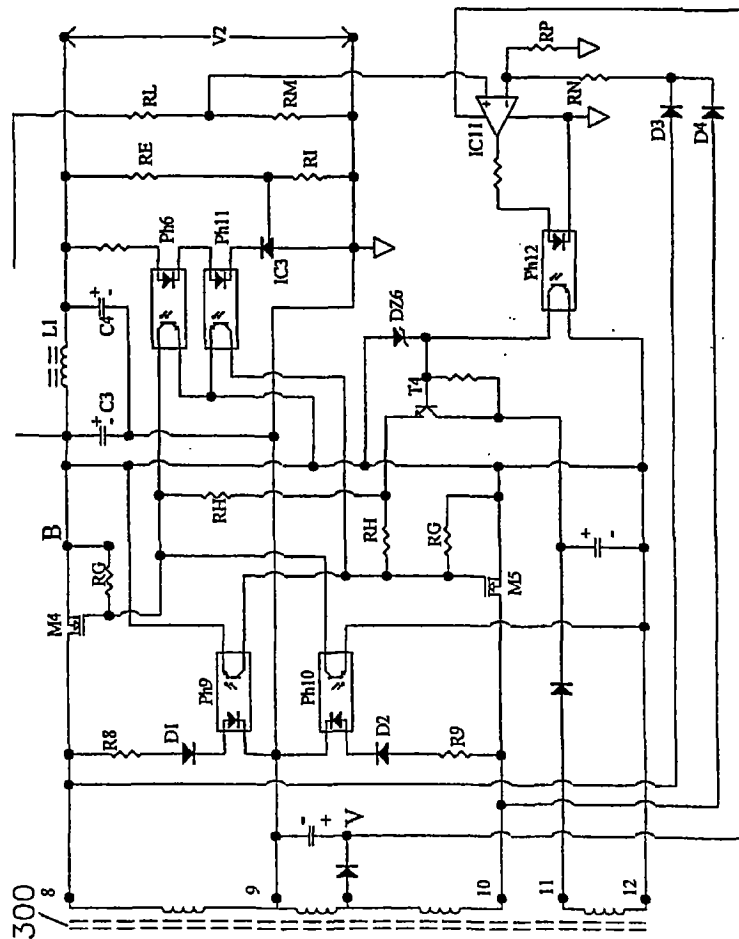 300
8
9
10
11
12
V
R8
D1
Ph9
Ph10
D2
R9
M4
RG
B
RH
RH
RG
M5
C3
L1
C4
T4
DZ6
Ph6
Ph11
IC3
RE
RI
RL
RM
V2
Ph12
IC11
RP
RN
D3
D4
+
-